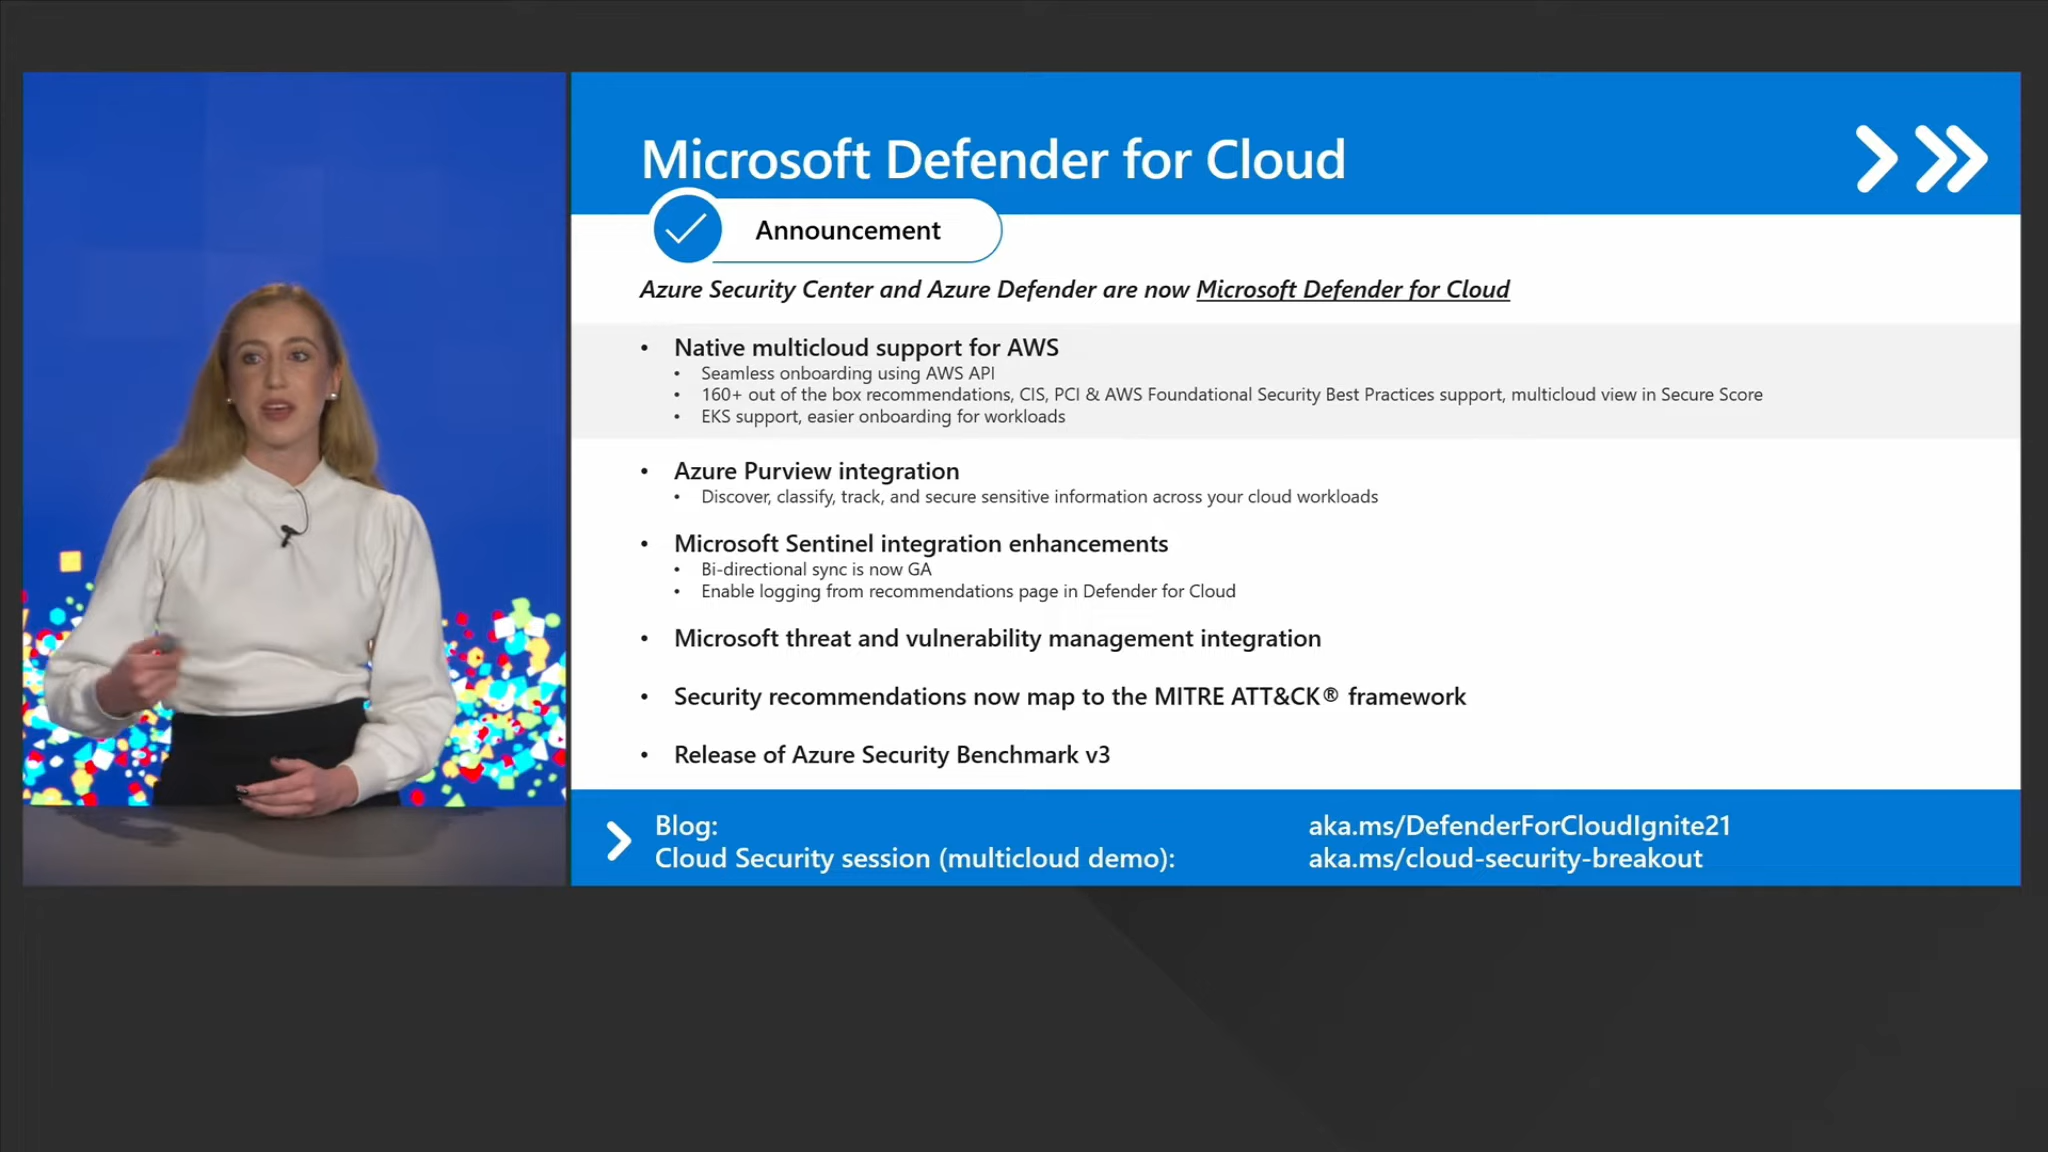 Microsoft Defender for Cloud
Announcement
Azure Security Center and Azure Defender are now Microsoft Defender for Cloud
• Native multicloud support for AWS
• Seamless onboarding using AWS API
• 160+ out of the box recommendations, CIS, PCI & AWS Foundational Security Best Practices support, multicloud view in Secure Score
• EKS support, easier onboarding for workloads
• Azure Purview integration
• Discover, classify, track, and secure sensitive information across your cloud workloads
• Microsoft Sentinel integration enhancements
• Bi-directional sync is now GA
• Enable logging from recommendations page in Defender for Cloud
• Microsoft threat and vulnerability management integration
• Security recommendations now map to the MITRE ATT&CK® framework
• Release of Azure Security Benchmark v3
Blog: aka.ms/DefenderForCloudIgnite21
Cloud Security session (multicloud demo): aka.ms/cloud-security-breakout